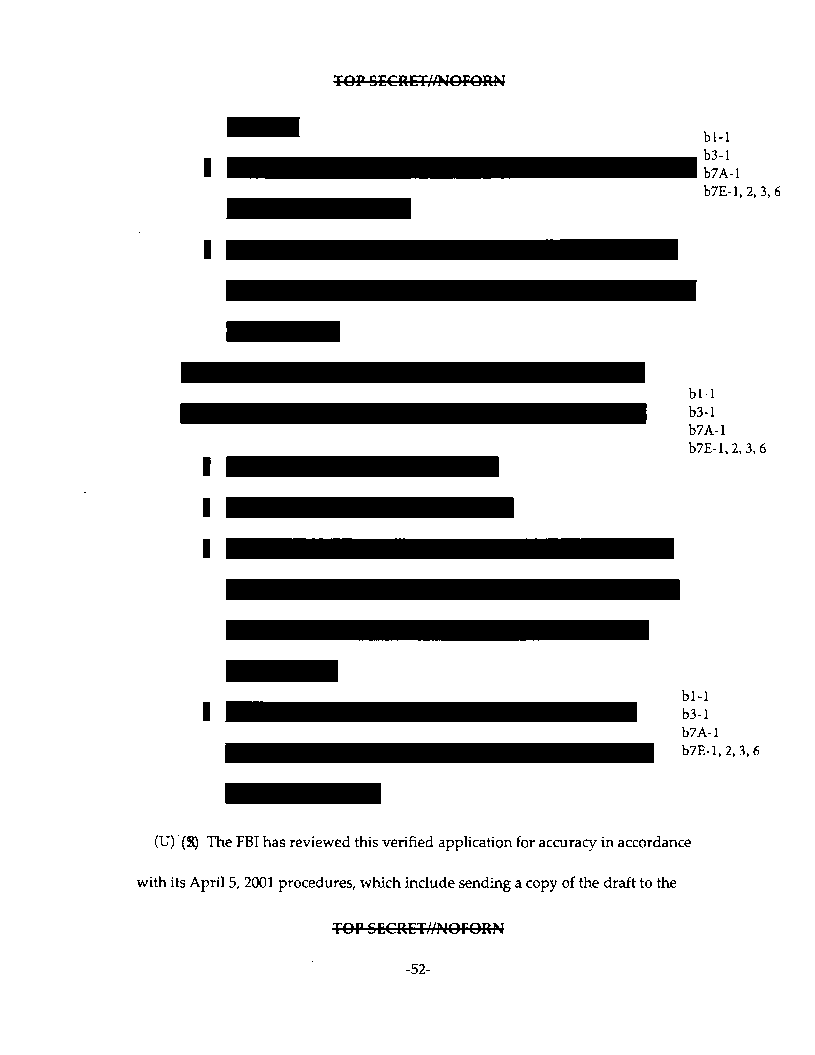 TOP SECRET//NOFORN
b1-1
b3-1
b7A-1
b7E-1, 2, 3, 6
b1-1
b3-1
b7A-1
b7E-1, 2, 3, 6
b1-1
b3-1
b7A-1
b7E-1, 2, 3, 6
(U) (S) The FBI has reviewed this verified application for accuracy in accordance
with its April 5, 2001 procedures, which include sending a copy of the draft to the
TOP SECRET//NOFORN
-52-